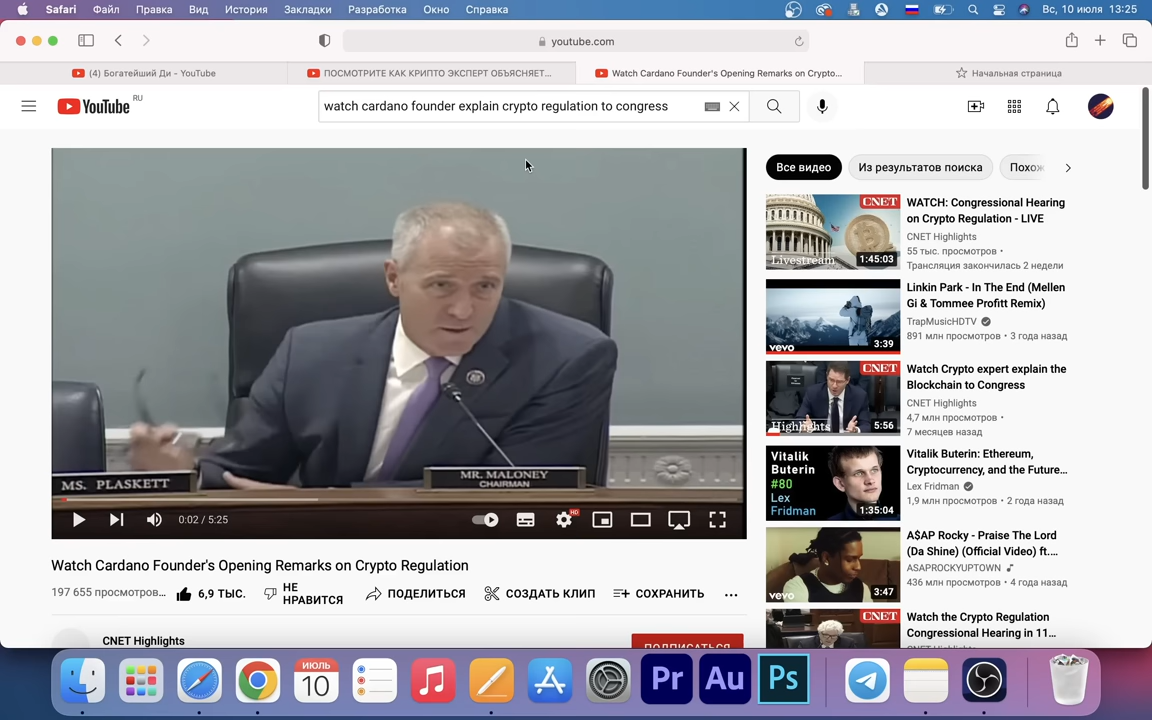 Safari Файл Правка Вид История Закладки Разработка Окно Справка Вс, 10 июля 13:25
youtube.com
(4) Богатейший Ди - YouTube
ПОСМОТРИТЕ КАК КРИПТО ЭКСПЕРТ ОБЪЯСНЯЕТ...
Watch Cardano Founder's Opening Remarks on Crypto...
Начальная страница
YouTube RU
watch cardano founder explain crypto regulation to congress
MS. PLASKETT
MR. MALONEY
CHAIRMAN
0:02 / 5:25
HD
Watch Cardano Founder's Opening Remarks on Crypto Regulation
197 655 просмотров...
6,9 ТЫС.
НЕ
НРАВИТСЯ
ПОДЕЛИТЬСЯ
СОЗДАТЬ КЛИП
СОХРАНИТЬ
CNET Highlights
ПОДПИСАТЬСЯ
Все видео
Из результатов поиска
Похож
CNET
Livestream
1:45:03
WATCH: Congressional Hearing
on Crypto Regulation - LIVE
CNET Highlights
55 тыс. просмотров •
Трансляция закончилась 2 недели
vevo
3:39
Linkin Park - In The End (Mellen
Gi & Tommee Profitt Remix)
TrapMusicHDTV
891 млн просмотров • 3 года назад
CNET
Highlights
5:56
Watch Crypto expert explain the
Blockchain to Congress
CNET Highlights
4,7 млн просмотров •
7 месяцев назад
Vitalik
Buterin
#80
Lex
Fridman
1:35:04
Vitalik Buterin: Ethereum,
Cryptocurrency, and the Future...
Lex Fridman
1,9 млн просмотров • 2 года назад
vevo
3:47
A$AP Rocky - Praise The Lord
(Da Shine) (Official Video) ft....
ASAPROCKYUPTOWN
436 млн просмотров • 4 года назад
CNET
Watch the Crypto Regulation
Congressional Hearing in 11...
ИЮЛЬ
10
Pr
Au
Ps